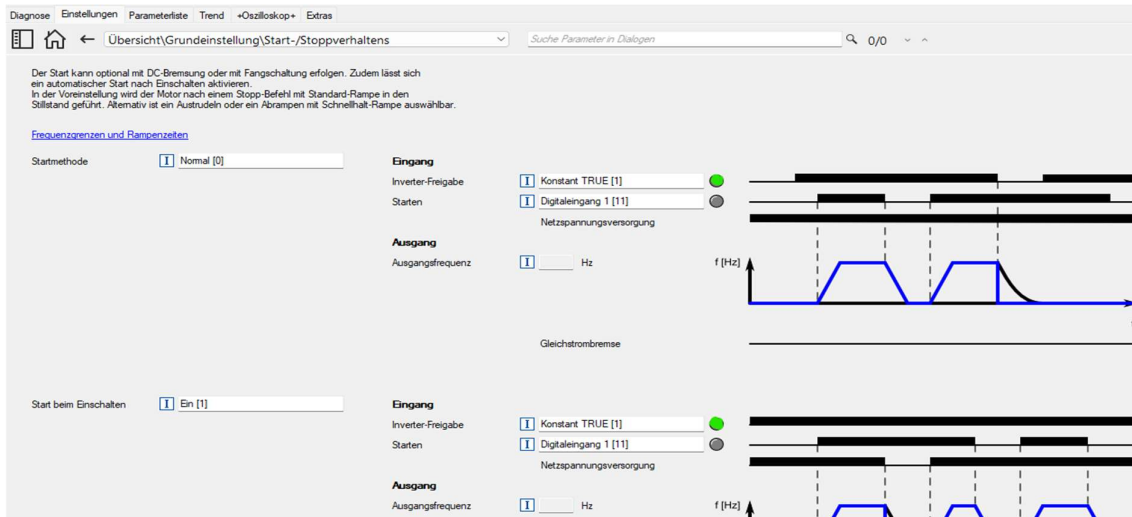 Diagnose Einstellungen Parameterliste Trend +Oszilloskop+ Extras
Übersicht\Grundeinstellung\Start-/Stoppverhaltens Suche Parameter in Dialogen 0/0
Der Start kann optional mit DC-Bremsung oder mit Fangschaltung erfolgen. Zudem lässt sich
ein automatischer Start nach Einschalten aktivieren.
In der Voreinstellung wird der Motor nach einem Stopp-Befehl mit Standard-Rampe in den
Stillstand geführt. Alternativ ist ein Austrudeln oder ein Abrampen mit Schnellhalt-Rampe auswählbar.
Frequenzgrenzen und Rampenzeiten
Startmethode I Normal [0] Eingang
Inverter-Freigabe I Konstant TRUE [1]
Starten I Digitaleingang 1 [11]
Netzspannungsversorgung
Ausgang
Ausgangsfrequenz I Hz f [Hz]
Gleichstrombremse
Start beim Einschalten I Ein [1] Eingang
Inverter-Freigabe I Konstant TRUE [1]
Starten I Digitaleingang 1 [11]
Netzspannungsversorgung
Ausgang
Ausgangsfrequenz I Hz f [Hz]